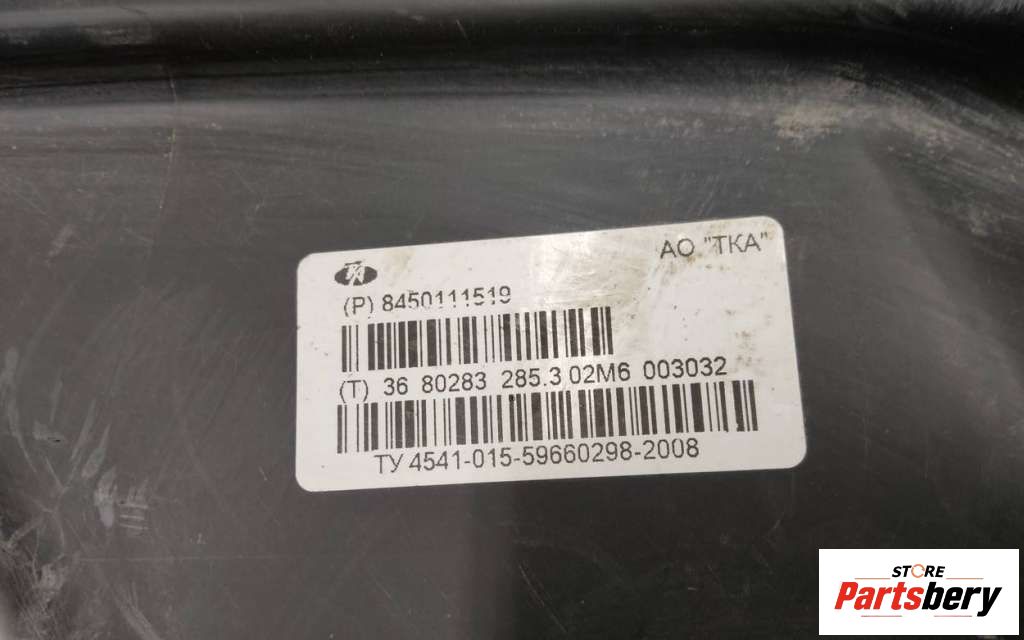 АО "ТКА"
(P) 8450111519
(T) 36 80283 285.3 02M6 003032
ТУ 4541-015-59660298-2008
STORE
Partsbery